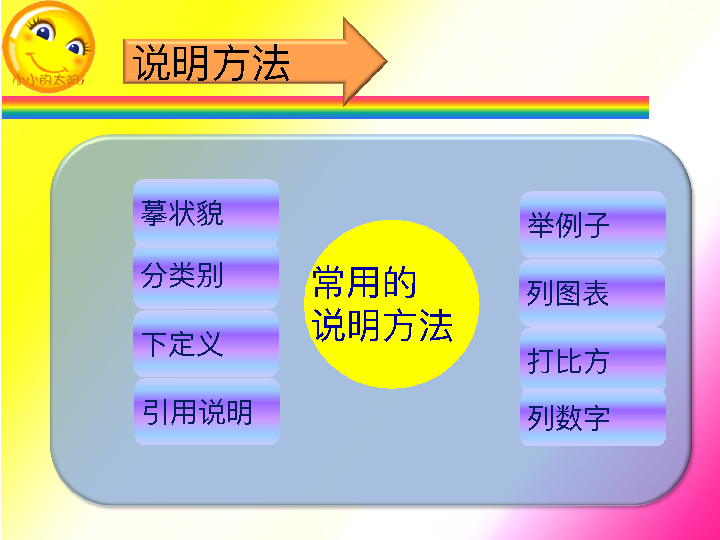 小小的太阳
说明方法
摹状貌
分类别
下定义
引用说明
常用的
说明方法
举例子
列图表
打比方
列数字